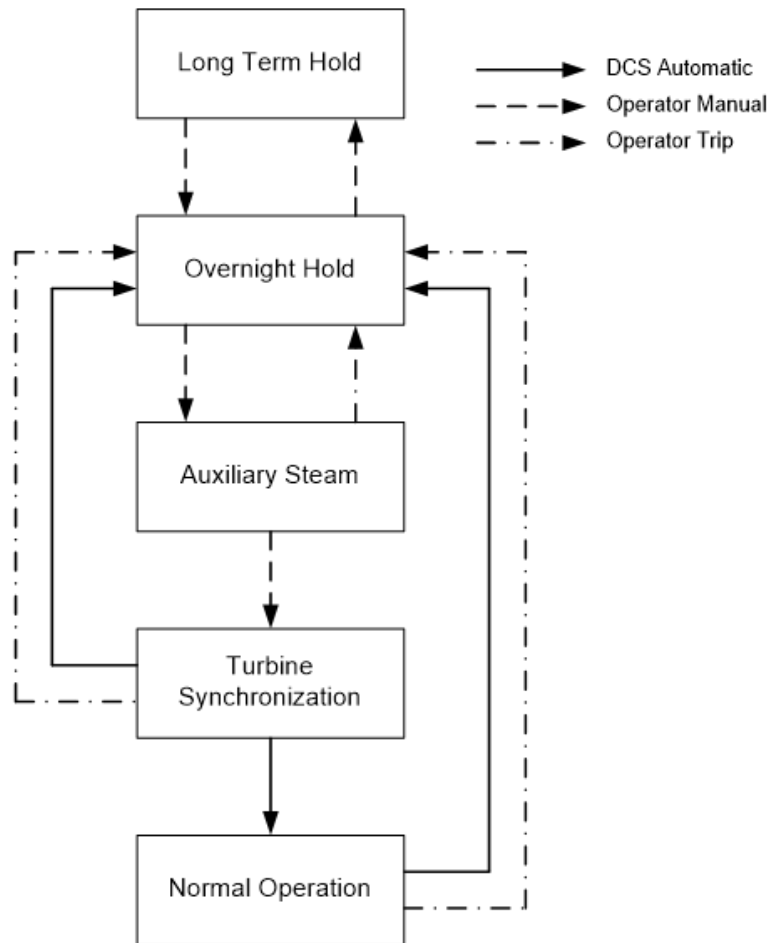 Long Term Hold
DCS Automatic
Operator Manual
Operator Trip
Overnight Hold
Auxiliary Steam
Turbine
Synchronization
Normal Operation